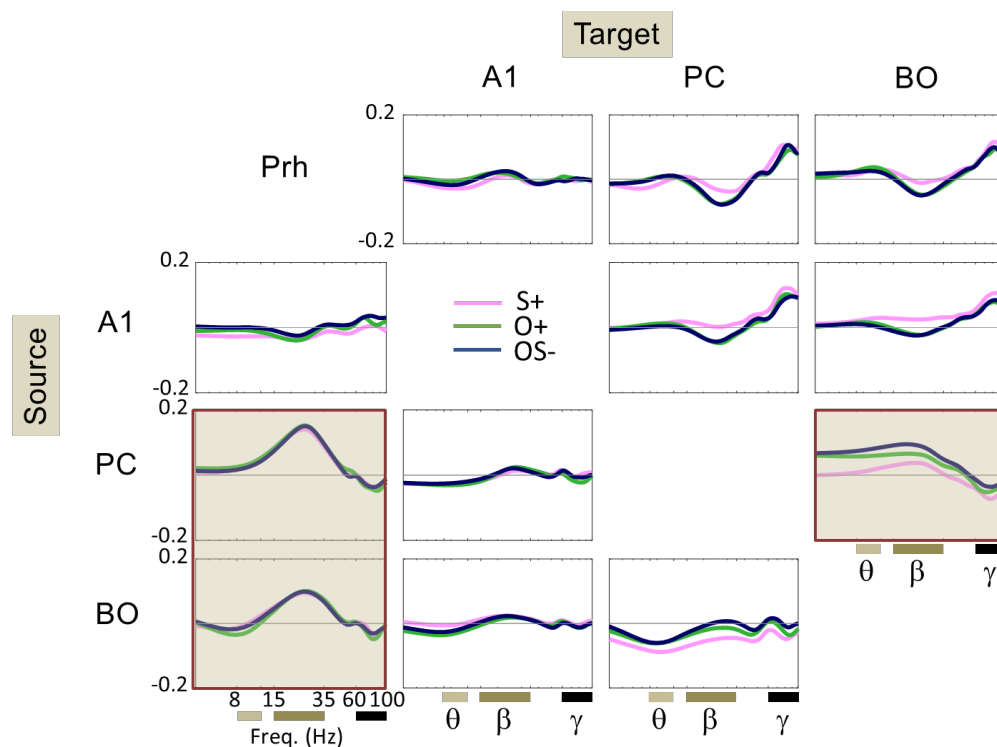 Target
A1 PC BO
0.2
Prh
-0.2
0.2
A1
S+
O+
OS-
-0.2
Source
0.2
PC
-0.2
θ β γ
0.2
BO
-0.2
8 15 35 60 100
θ β γ θ β γ
Freq. (Hz)